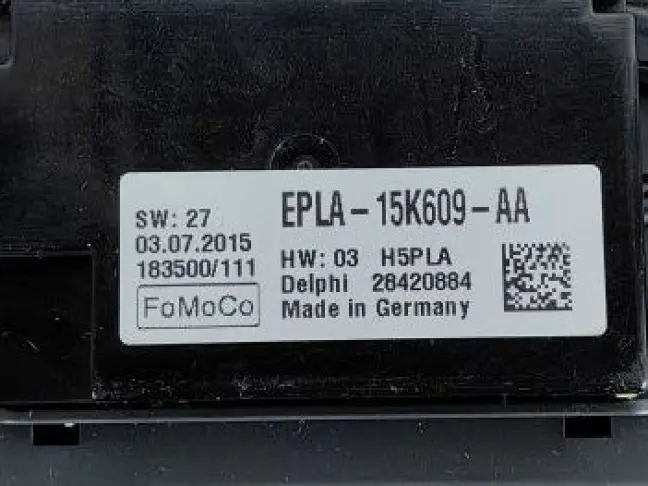 SW: 27
03.07.2015
183500/111
FoMoCo
EPLA-15K609-AA
HW: 03 H5PLA
Delphi 28420884
Made in Germany